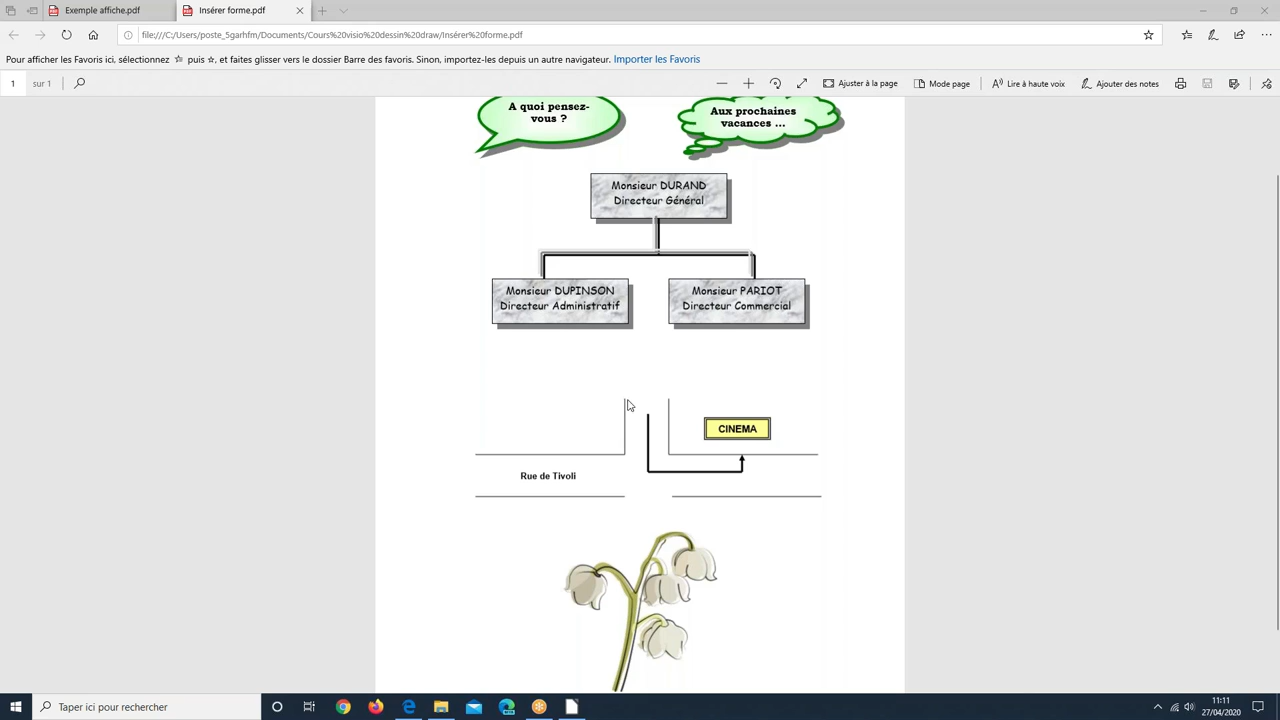 Exemple affiche.pdf
Insérer forme.pdf
file:///C:/Users/poste_5garhfm/Documents/Cours%20visio%20dessin%20draw/Insérer%20forme.pdf
Pour afficher les Favoris ici, sélectionnez ☆ puis ☆, et faites glisser vers le dossier Barre des favoris. Sinon, importez-les depuis un autre navigateur. Importer les Favoris
1 sur 1
Ajuster à la page
Mode page
Lire à haute voix
Ajouter des notes
A quoi pensez-
vous ?
Aux prochaines
vacances ...
Monsieur DURAND
Directeur Général
Monsieur DUPINSON
Directeur Administratif
Monsieur PARIOT
Directeur Commercial
CINEMA
Rue de Tivoli
Taper ici pour rechercher
11:11
27/04/2020